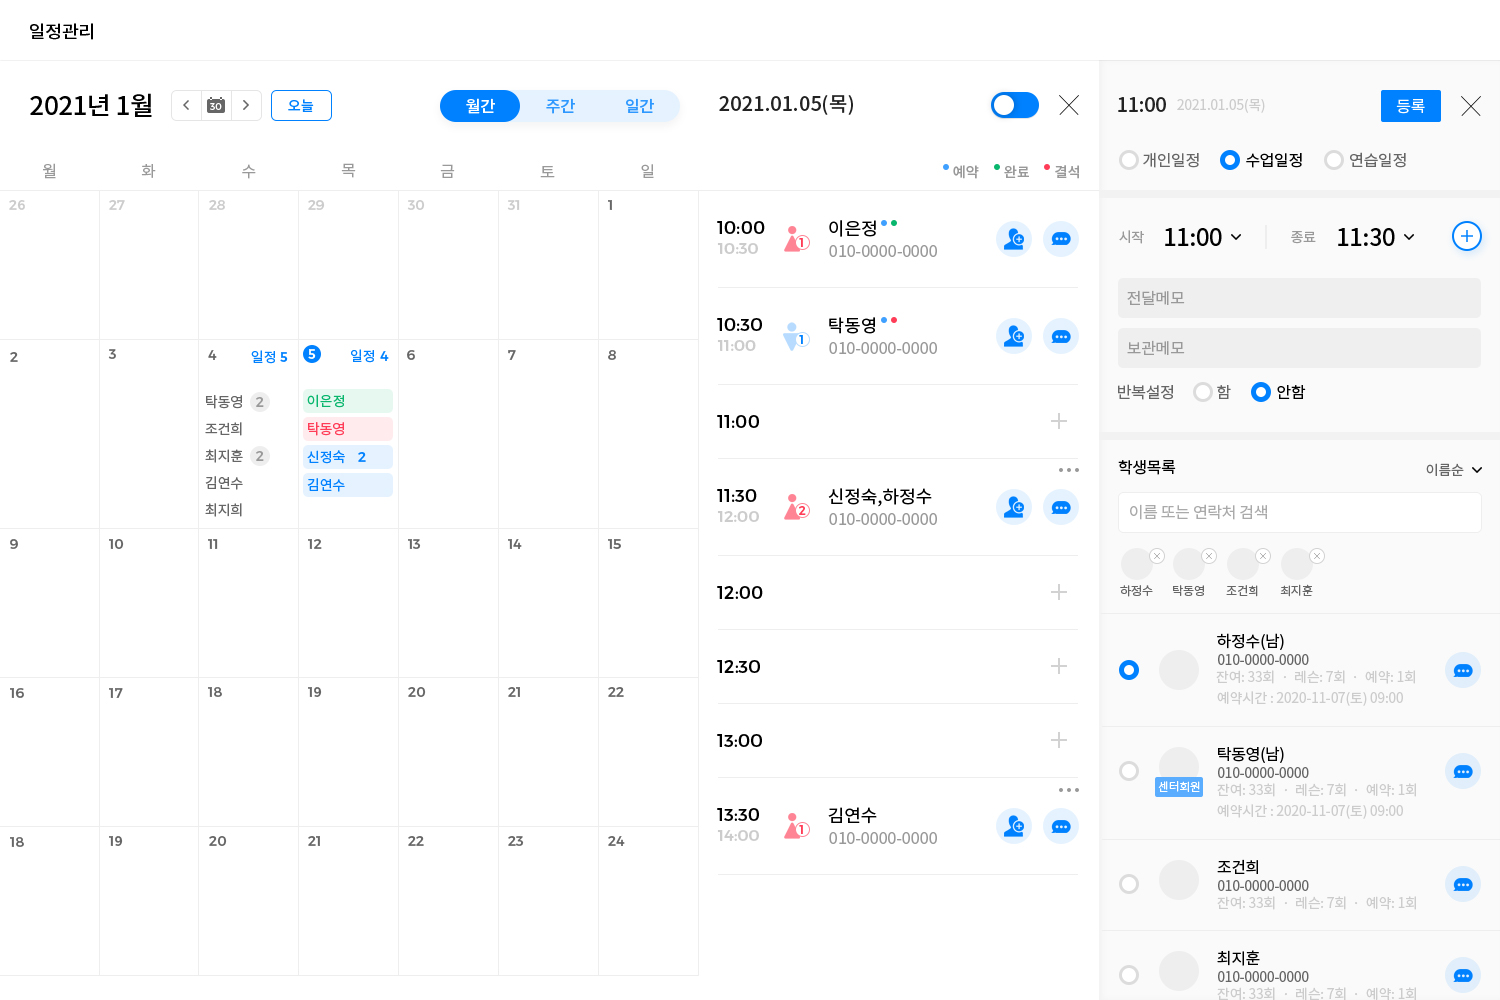 일정관리
2021년 1월
30
오늘
월간
주간
일간
월 화 수 목 금 토 일
26 27 28 29 30 31 1
2 3 4 일정 5 5 일정 4 6 7 8
탁동영 2
조건희
최지훈 2
김연수
최지희
이은정
탁동영
신정숙 2
김연수
9 10 11 12 13 14 15
16 17 18 19 20 21 22
18 19 20 21 22 23 24
2021.01.05(목)
예약 완료 결석
10:00
10:30
1
이은정
010-0000-0000
10:30
11:00
1
탁동영
010-0000-0000
11:00
11:30
12:00
2
신정숙,하정수
010-0000-0000
12:00
12:30
13:00
13:30
14:00
1
김연수
010-0000-0000
11:00 2021.01.05(목)
등록
개인일정 수업일정 연습일정
시작 11:00 종료 11:30
전달메모
보관메모
반복설정 함 안함
학생목록
이름순
이름 또는 연락처 검색
하정수 탁동영 조건희 최지훈
하정수(남)
010-0000-0000
잔여: 33회 · 레슨: 7회 · 예약: 1회
예약시간 : 2020-11-07(토) 09:00
센터회원
탁동영(남)
010-0000-0000
잔여: 33회 · 레슨: 7회 · 예약: 1회
예약시간 : 2020-11-07(토) 09:00
조건희
010-0000-0000
잔여: 33회 · 레슨: 7회 · 예약: 1회
최지훈
010-0000-0000
잔여: 33회 · 레슨: 7회 · 예약: 1회